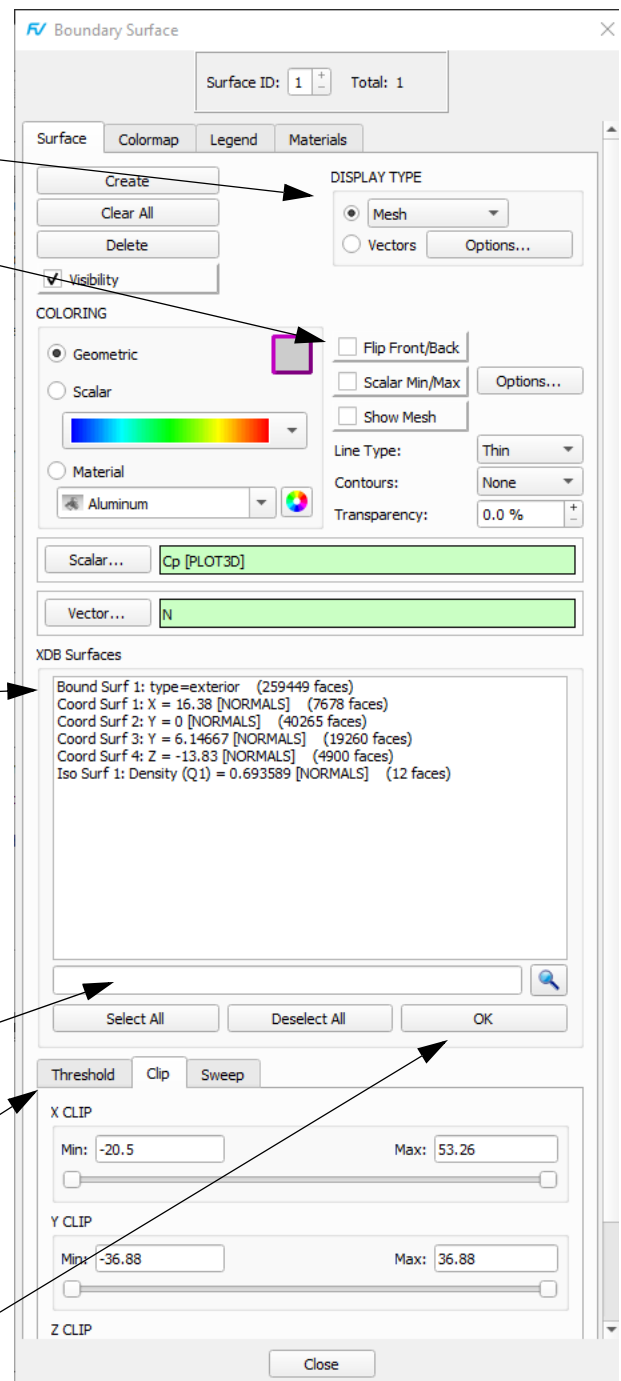 FV Boundary Surface
Surface ID: 1 Total: 1
Surface Colormap Legend Materials
Create
Clear All
Delete
Visibility
DISPLAY TYPE
Mesh
Vectors Options...
COLORING
Geometric
Scalar
Material
Aluminum
Flip Front/Back
Scalar Min/Max Options...
Show Mesh
Line Type: Thin
Contours: None
Transparency: 0.0 %
Scalar... Cp [PLOT3D]
Vector... N
XDB Surfaces
Bound Surf 1: type=exterior (259449 faces)
Coord Surf 1: X = 16.38 [NORMALS] (7678 faces)
Coord Surf 2: Y = 0 [NORMALS] (40265 faces)
Coord Surf 3: Y = 6.14667 [NORMALS] (19260 faces)
Coord Surf 4: Z = -13.83 [NORMALS] (4900 faces)
Iso Surf 1: Density (Q1) = 0.693589 [NORMALS] (12 faces)
Select All Deselect All OK
Threshold Clip Sweep
X CLIP
Min: -20.5 Max: 53.26
Y CLIP
Min: -36.88 Max: 36.88
Z CLIP
Close